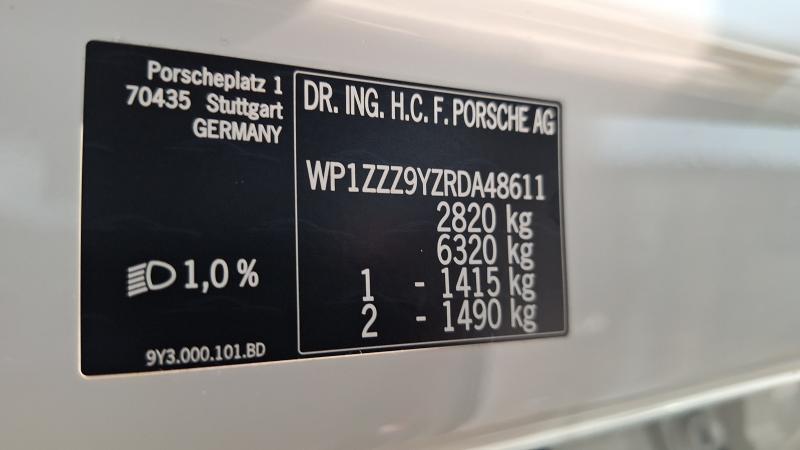 Porscheplatz 1
70435 Stuttgart
GERMANY
1,0 %
9Y3.000.101.BD
DR. ING. H.C. F. PORSCHE AG
WP1ZZZ9YZRDA48611
2820 kg
6320 kg
1 - 1415 kg
2 - 1490 kg